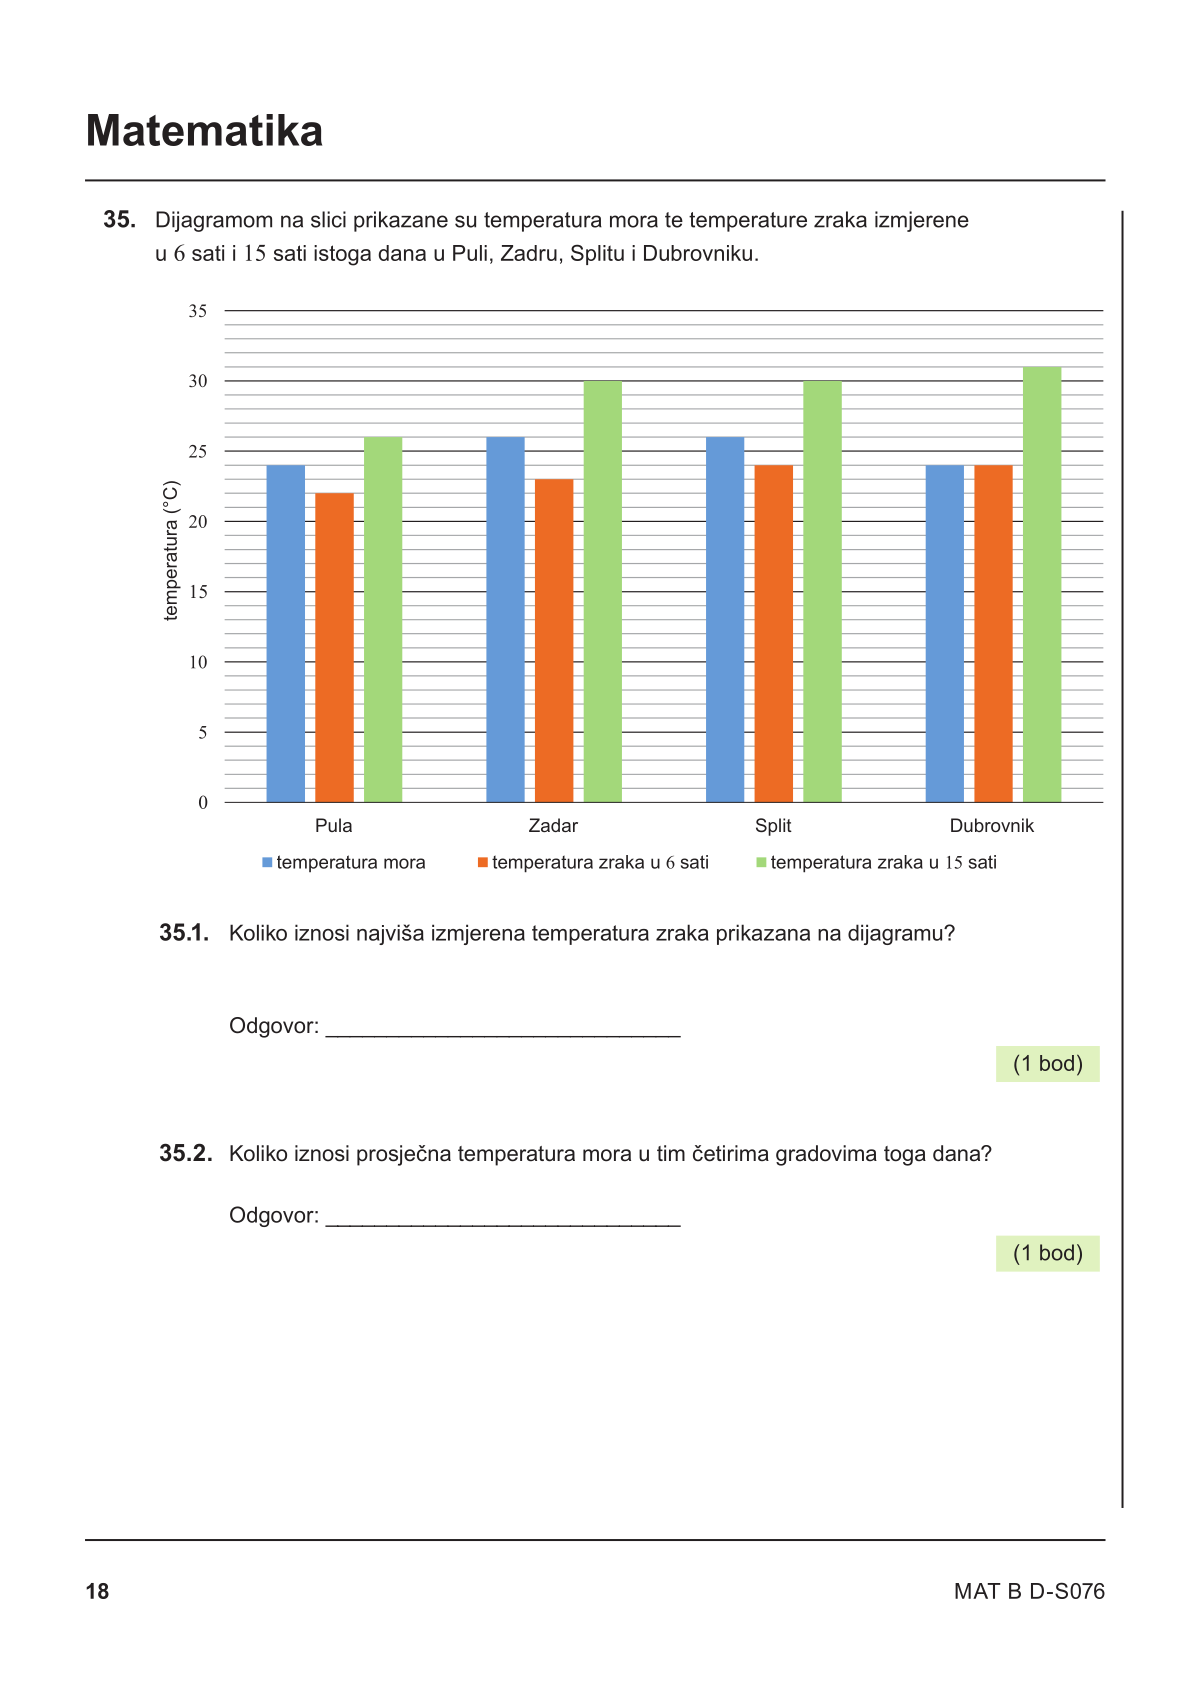 Matematika
35. Dijagramom na slici prikazane su temperatura mora te temperature zraka izmjerene
u 6 sati i 15 sati istoga dana u Puli, Zadru, Splitu i Dubrovniku.
35
30
25
20
15
10
5
0
temperatura (°C)
Pula Zadar Split Dubrovnik
temperatura mora temperatura zraka u 6 sati temperatura zraka u 15 sati
35.1. Koliko iznosi najviša izmjerena temperatura zraka prikazana na dijagramu?
Odgovor: _____________________________
(1 bod)
35.2. Koliko iznosi prosječna temperatura mora u tim četirima gradovima toga dana?
Odgovor: _____________________________
(1 bod)
18 MAT B D-S076